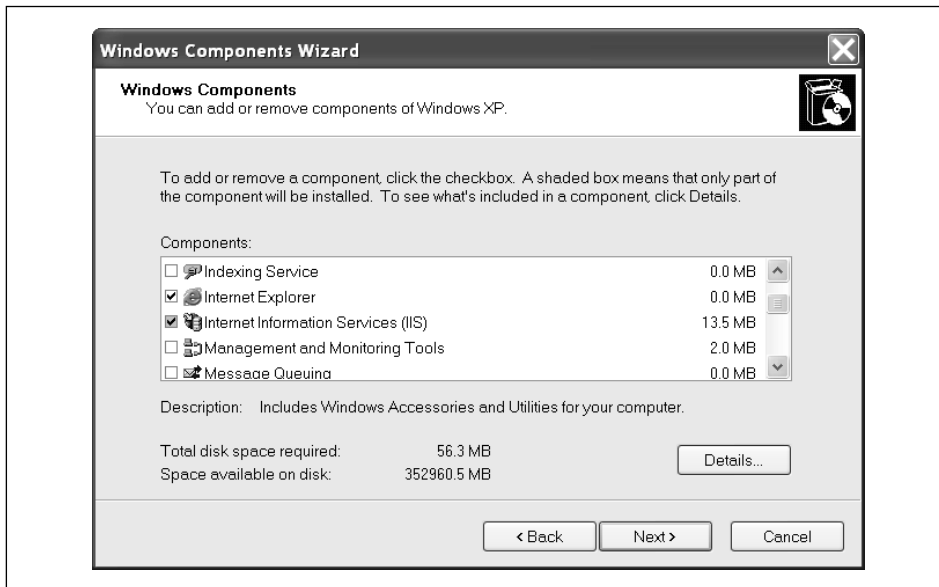 Windows Components Wizard
Windows Components
You can add or remove components of Windows XP.
To add or remove a component, click the checkbox. A shaded box means that only part of
the component will be installed. To see what's included in a component, click Details.
Components:
Indexing Service 0.0 MB
Internet Explorer 0.0 MB
Internet Information Services (IIS) 13.5 MB
Management and Monitoring Tools 2.0 MB
Message Queuing 0.0 MB
Description: Includes Windows Accessories and Utilities for your computer.
Total disk space required: 56.3 MB
Space available on disk: 352960.5 MB
Details...
< Back Next > Cancel